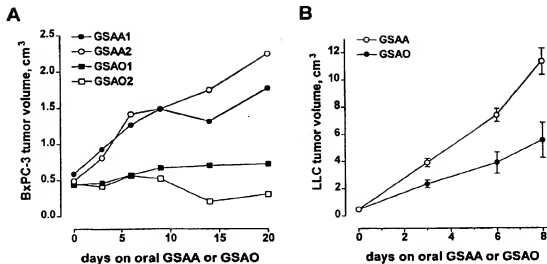 A
GSAA1
GSAA2
GSAO1
GSAO2
BxPC-3 tumor volume, cm3
2.5
2.0
1.5
1.0
0.5
0.0
0
5
10
15
20
days on oral GSAA or GSAO
B
GSAA
GSAO
LLC tumor volume, cm3
12
10
8
6
4
2
0
0
2
4
6
8
days on oral GSAA or GSAO